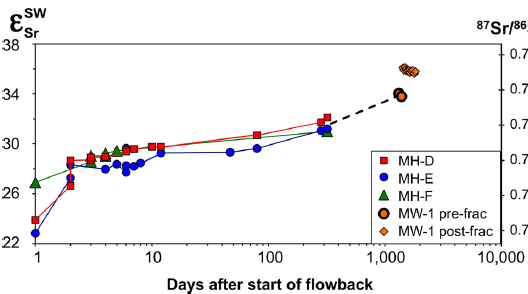 εSW Sr
87Sr/86
38
34
30
26
22
0.7
0.7
0.7
0.7
0.7
0.7
MH-D
MH-E
MH-F
MW-1 pre-frac
MW-1 post-frac
1 10 100 1,000 10,000
Days after start of flowback